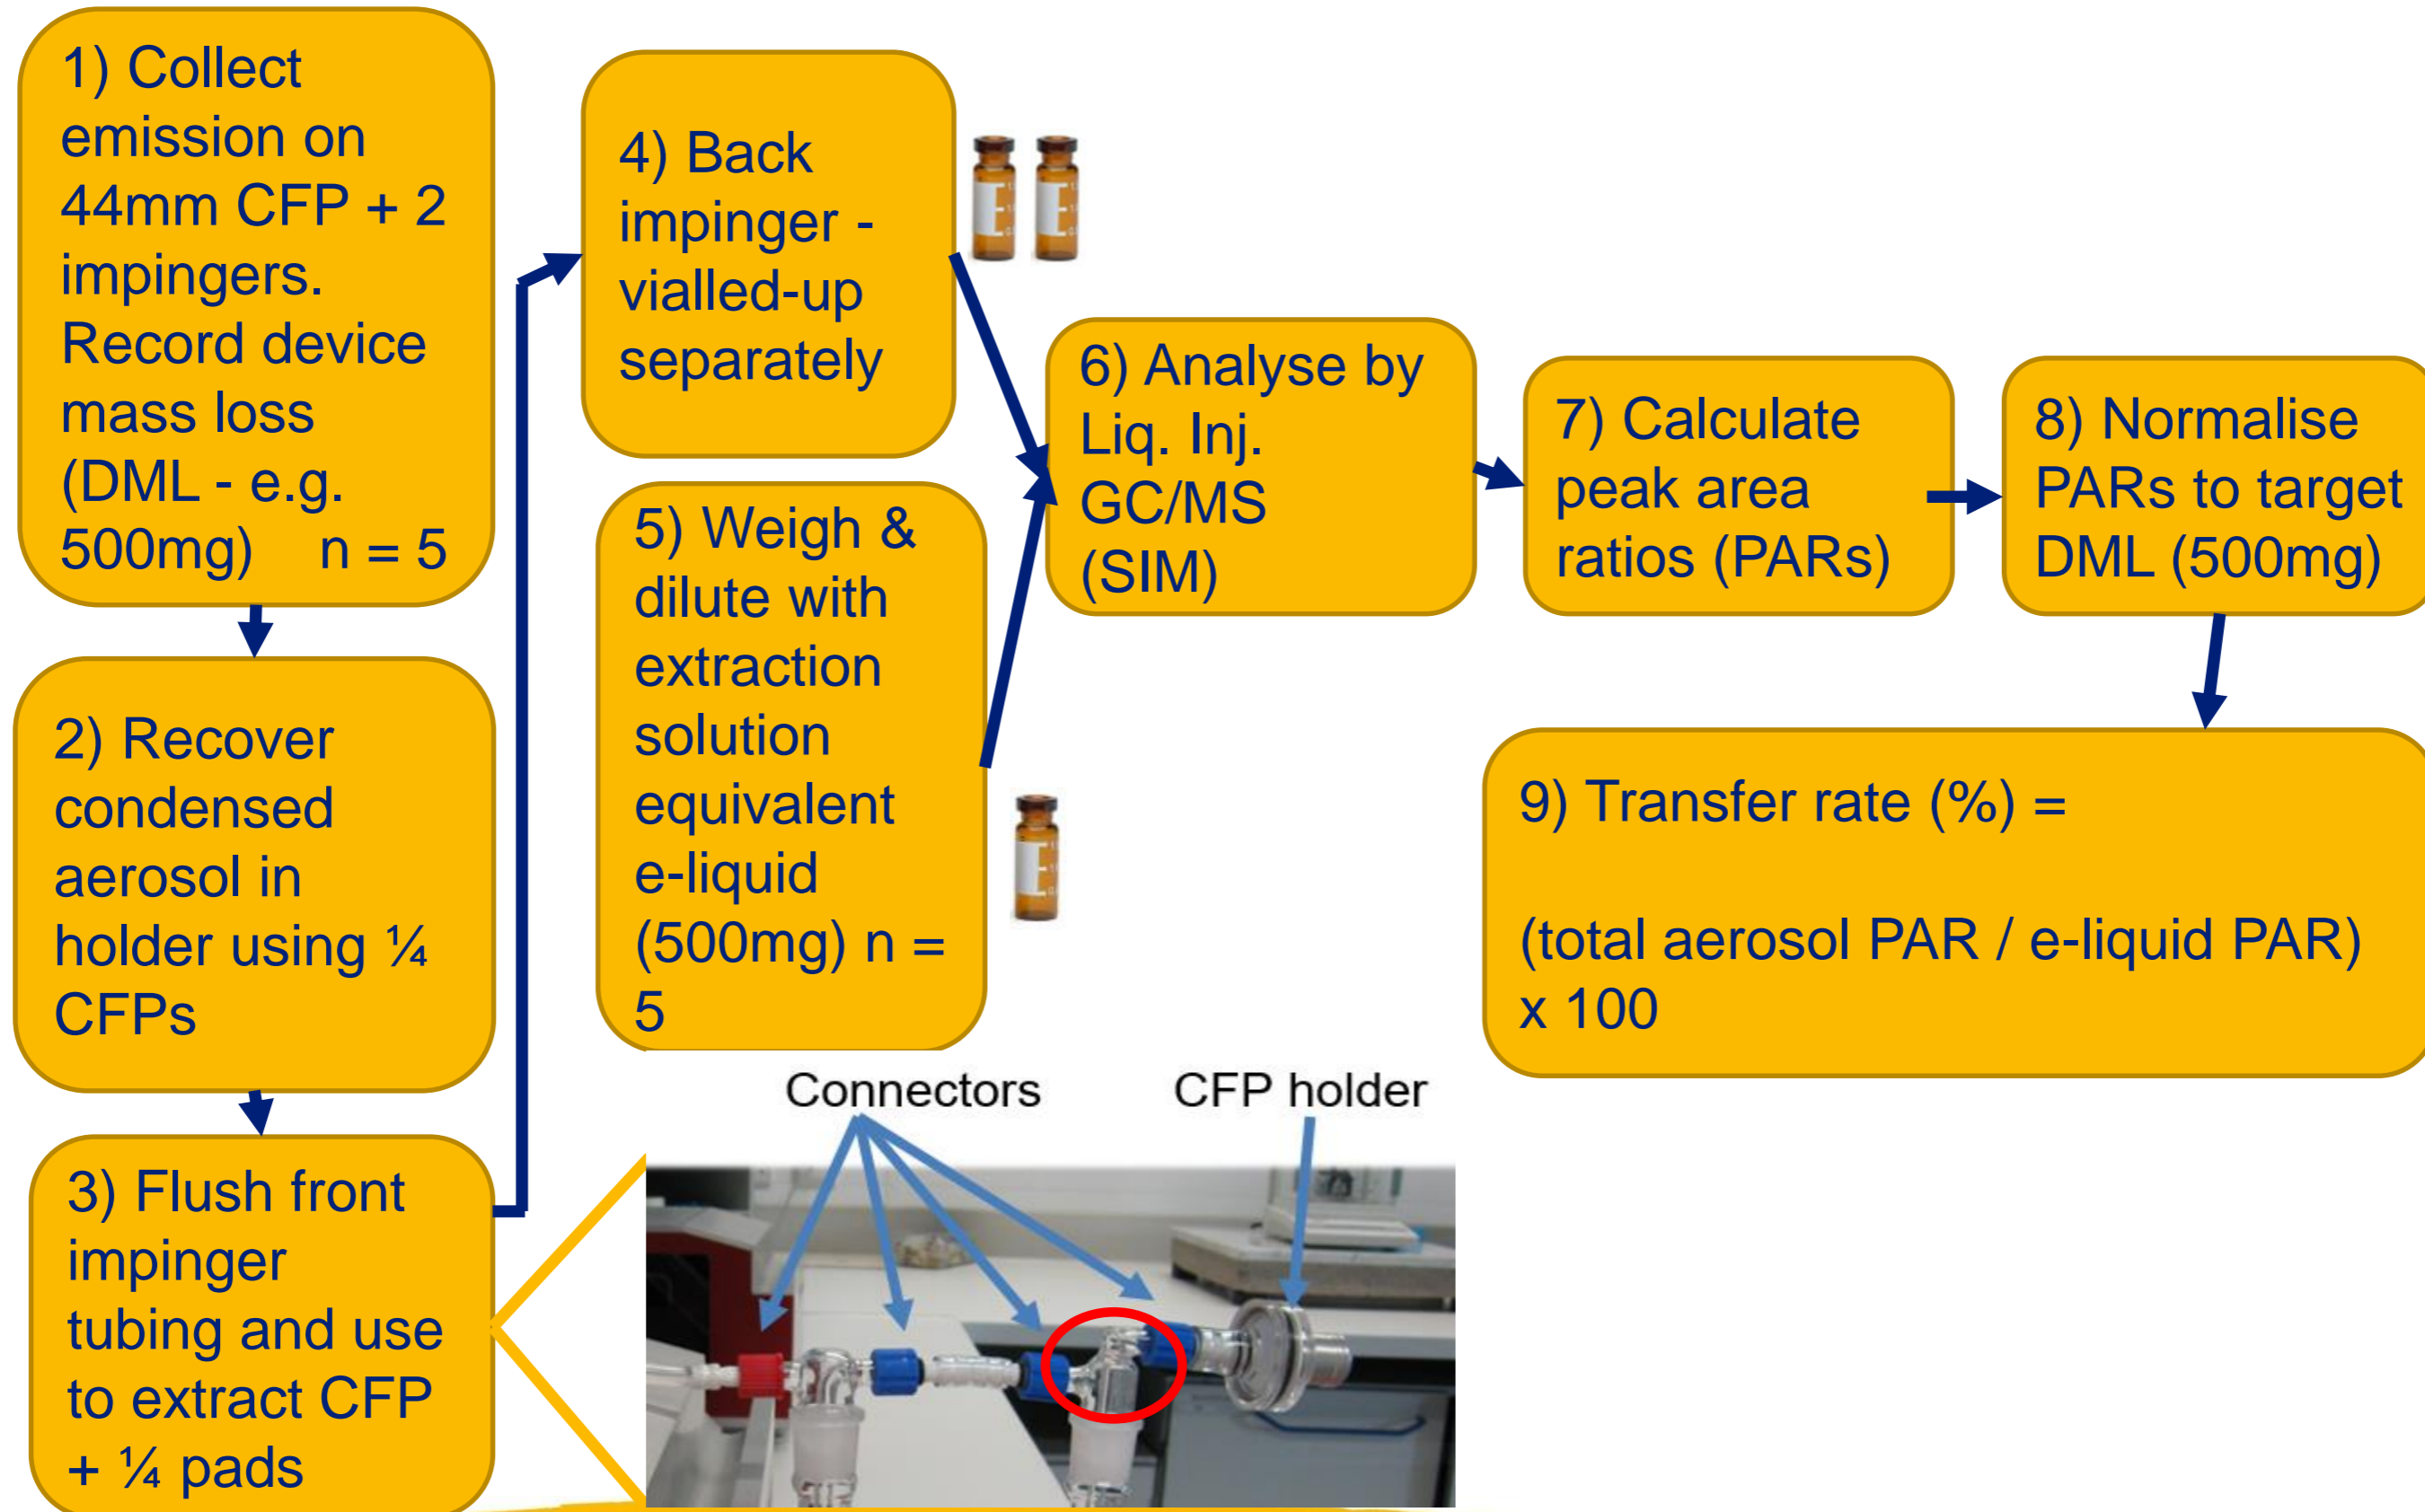 1) Collect
emission on
44mm CFP + 2
impingers.
Record device
mass loss
(DML - e.g.
500mg) n = 5
2) Recover
condensed
aerosol in
holder using ¼
CFPs
3) Flush front
impinger
tubing and use
to extract CFP
+ ¼ pads
4) Back
impinger -
vialled-up
separately
5) Weigh &
dilute with
extraction
solution
equivalent
e-liquid
(500mg) n =
5
6) Analyse by
Liq. Inj.
GC/MS
(SIM)
7) Calculate
peak area
ratios (PARs)
8) Normalise
PARs to target
DML (500mg)
9) Transfer rate (%) =
(total aerosol PAR / e-liquid PAR)
x 100
Connectors
CFP holder